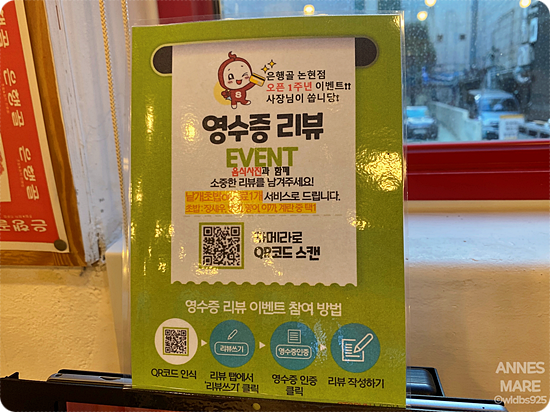 은행골 논현점
오픈 1주년 이벤트!!
사장님이 쏩니당!
영수증 리뷰
EVENT
음식사진과 함께
소중한 리뷰를 남겨주세요!
서비스로 드립니다.
카메라로
QR코드 스캔
영수증 리뷰 이벤트 참여 방법
리뷰쓰기
영수증인증
QR코드 인식
리뷰 탭에서
'리뷰쓰기' 클릭
영수증 인증
클릭
리뷰 작성하기
은행골
은행골
ANNES
MARE
©wldbs925